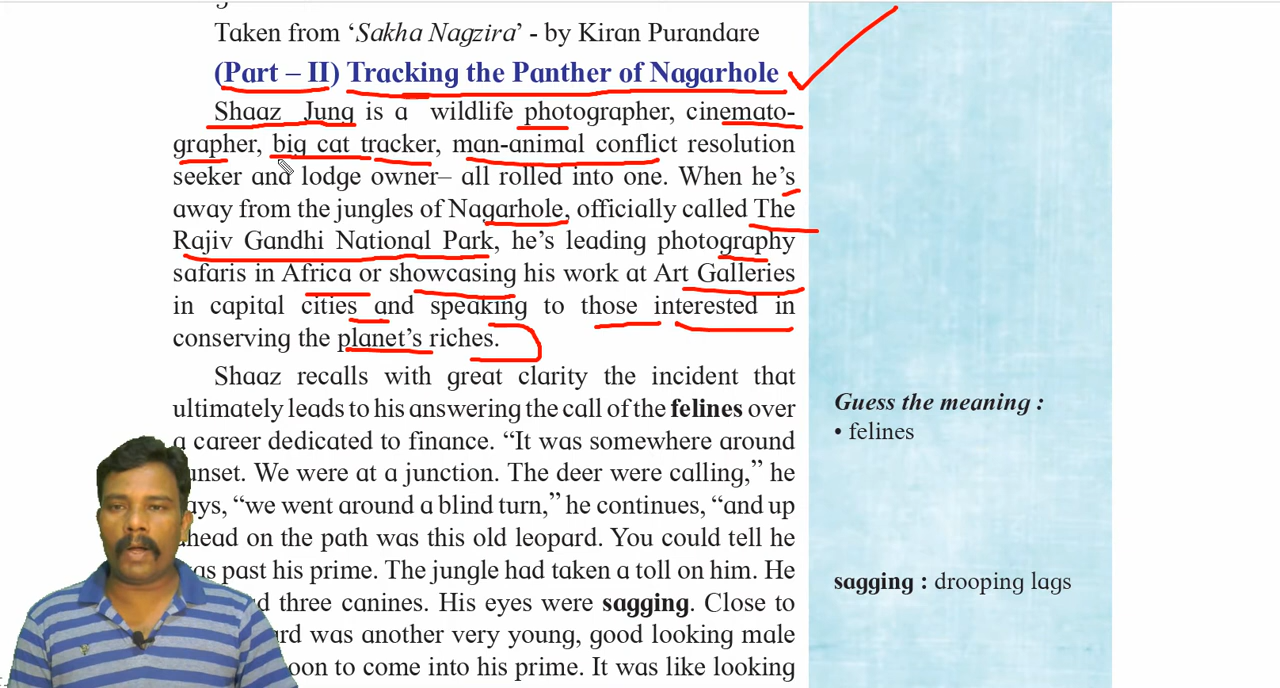 Taken from ‘Sakha Nagzira’ - by Kiran Purandare
(Part – II) Tracking the Panther of Nagarhole
Shaaz Jung is a wildlife photographer, cinemato-
grapher, big cat tracker, man-animal conflict resolution
seeker and lodge owner– all rolled into one. When he’s
away from the jungles of Nagarhole, officially called The
Rajiv Gandhi National Park, he’s leading photography
safaris in Africa or showcasing his work at Art Galleries
in capital cities and speaking to those interested in
conserving the planet’s riches.
Shaaz recalls with great clarity the incident that
ultimately leads to his answering the call of the felines over
a career dedicated to finance. “It was somewhere around
sunset. We were at a junction. The deer were calling,” he
says, “we went around a blind turn,” he continues, “and up
ahead on the path was this old leopard. You could tell he
was past his prime. The jungle had taken a toll on him. He
three canines. His eyes were sagging. Close to
was another very young, good looking male
soon to come into his prime. It was like looking
Guess the meaning :
• felines
sagging : drooping lags